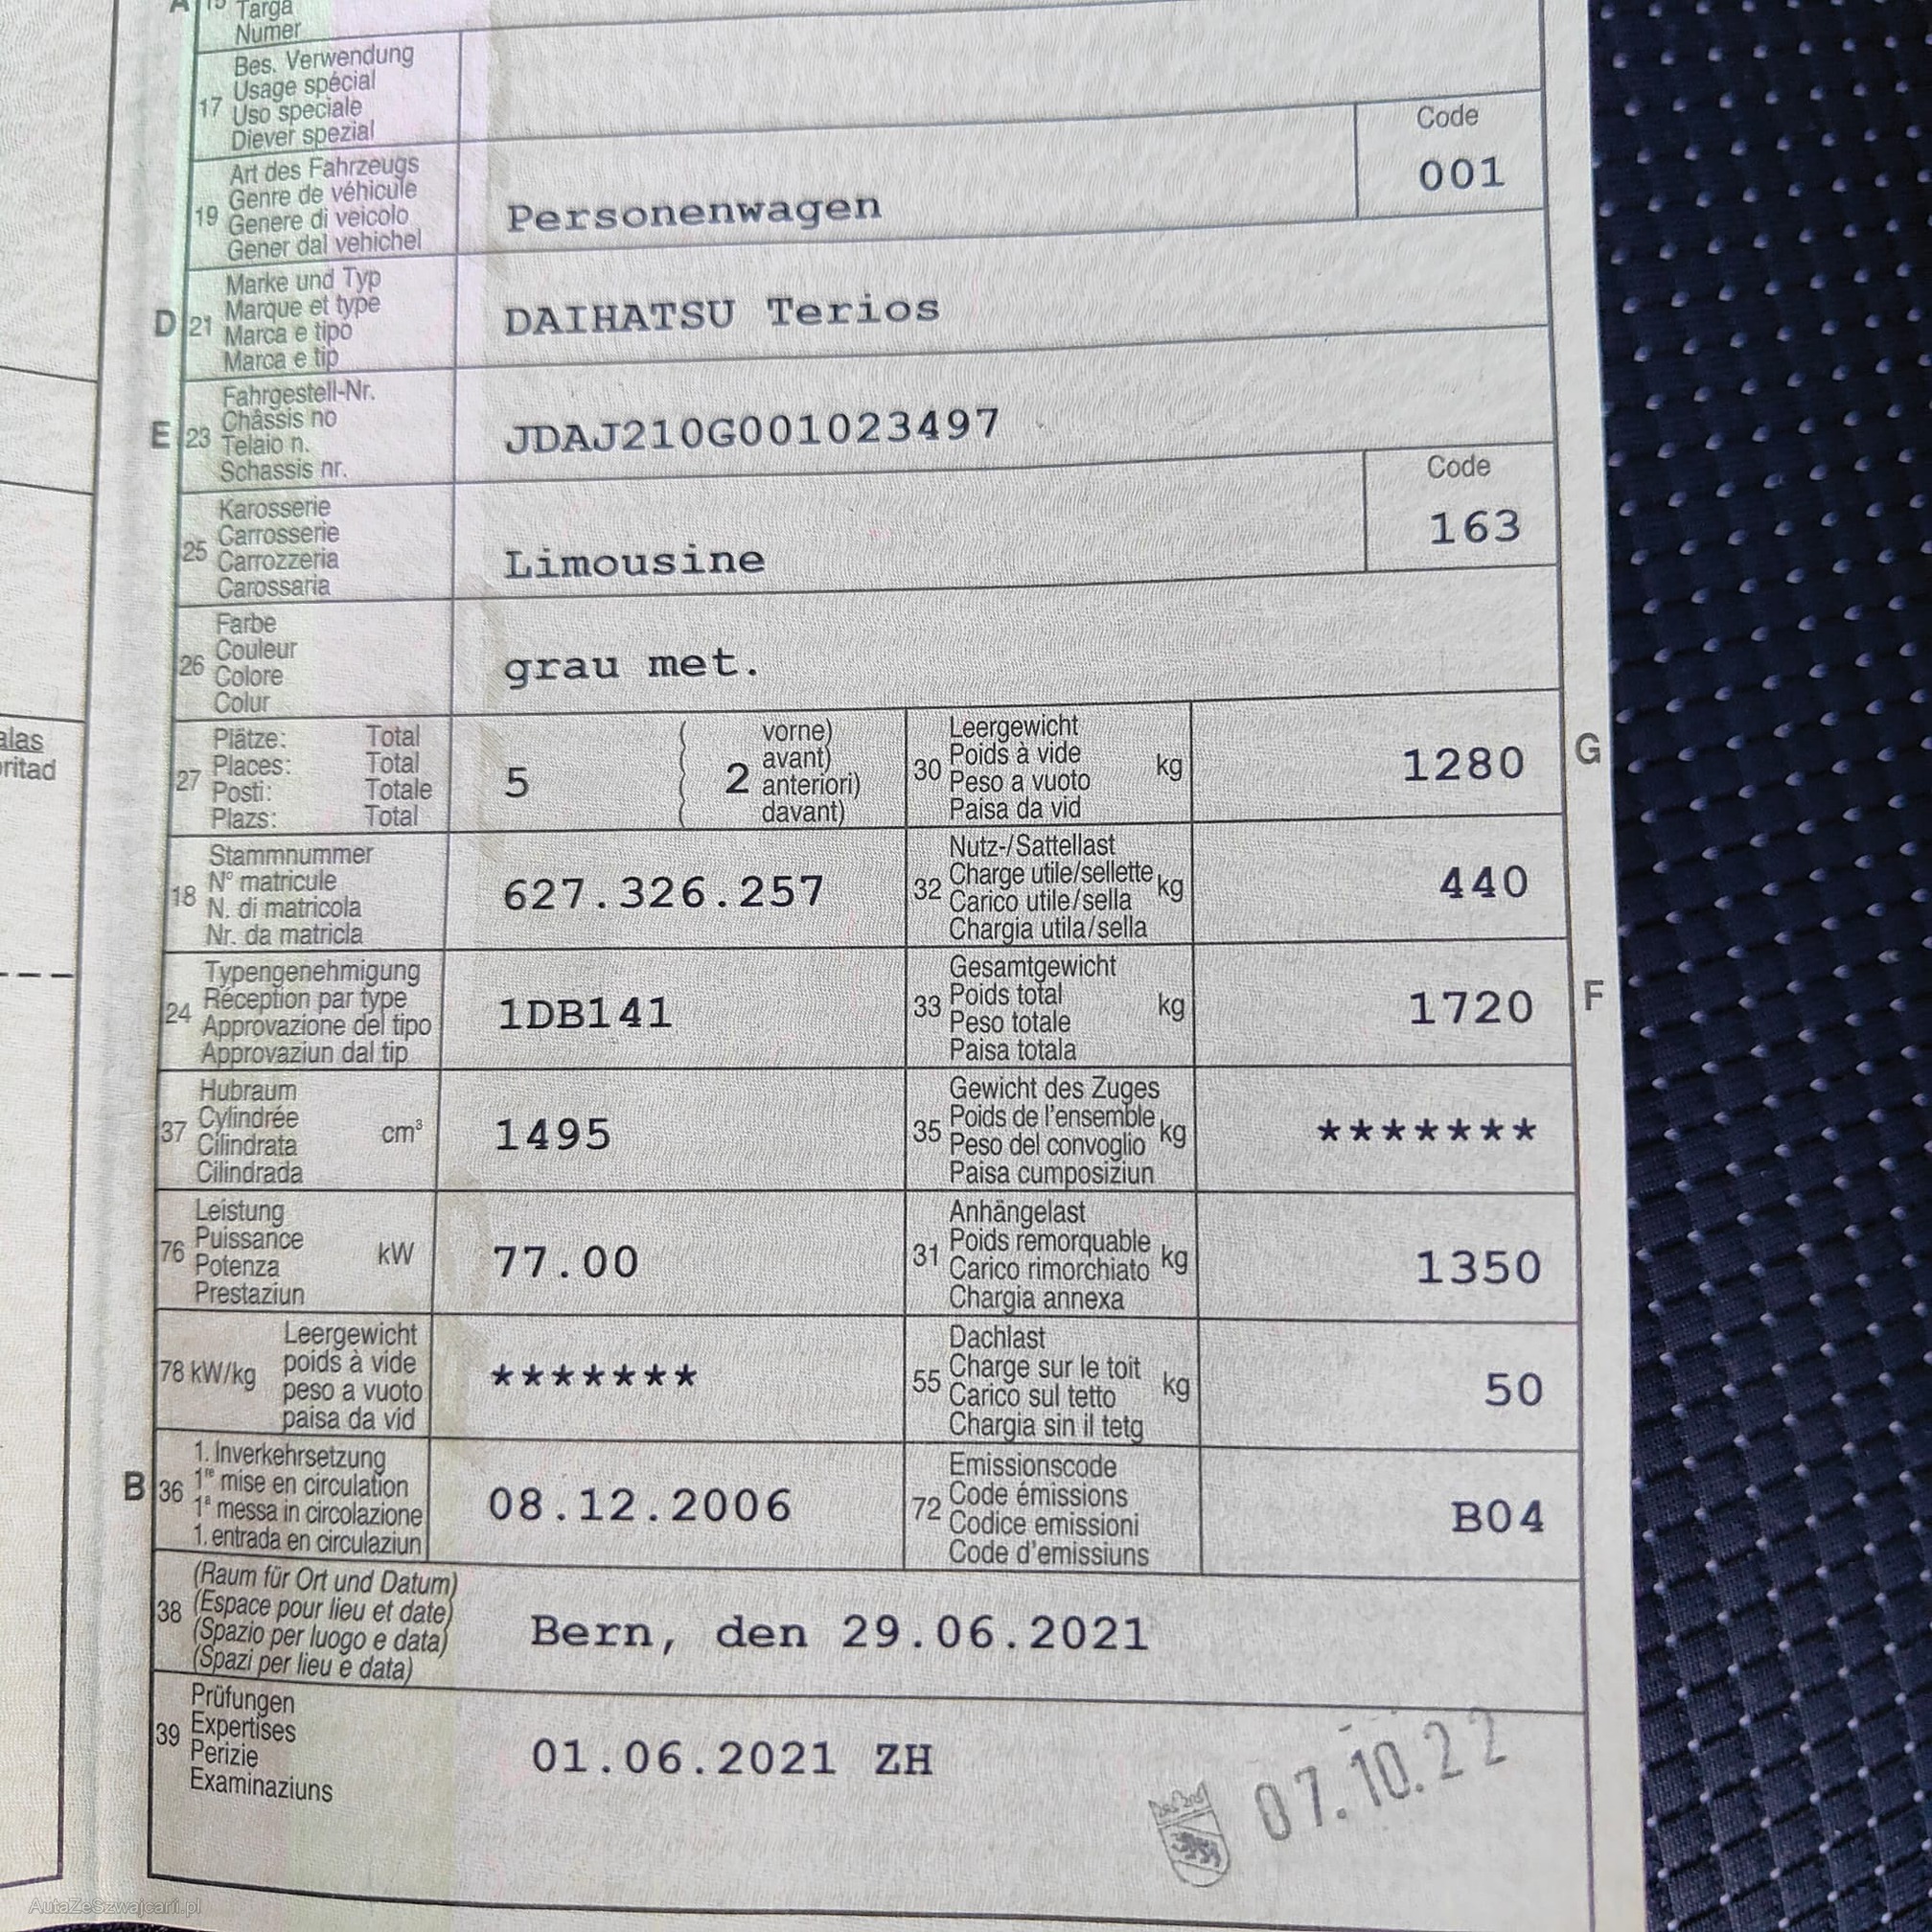 A 15 Targa
Numer
17 Bes. Verwendung
Usage spécial
Uso speciale
Diever spezial
19 Art des Fahrzeugs
Genre de véhicule
Genere di veicolo
Gener dal vehichel
Personenwagen
Code
001
D 21 Marke und Typ
Marque et type
Marca e tipo
Marca e tip
DAIHATSU Terios
E 23 Fahrgestell-Nr.
Châssis no
Telaio n.
Schassis nr.
JDAJ210G001023497
25 Karosserie
Carrosserie
Carrozzeria
Carossaria
Limousine
Code
163
26 Farbe
Couleur
Colore
Colur
grau met.
27 Plätze: Total
Places: Total
Posti: Totale
Plazs: Total
5
2
vorne)
avant)
anteriori)
davant)
30 Leergewicht
Poids à vide
Peso a vuoto
Paisa da vid
kg
1280
G
18 Stammnummer
N° matricule
N. di matricola
Nr. da matricla
627.326.257
32 Nutz-/Sattellast
Charge utile/sellette
Carico utile/sella
Chargia utila/sella
kg
440
24 Typengenehmigung
Réception par type
Approvazione del tipo
Approvaziun dal tip
1DB141
33 Gesamtgewicht
Poids total
Peso totale
Paisa totala
kg
1720
F
37 Hubraum
Cylindrée
Cilindrata
Cilindrada
cm³
1495
35 Gewicht des Zuges
Poids de l'ensemble
Peso del convoglio
Paisa cumposiziun
kg
*******
76 Leistung
Puissance
Potenza
Prestaziun
kW
77.00
31 Anhängelast
Poids remorquable
Carico rimorchiato
Chargia annexa
kg
1350
78 kW/kg
Leergewicht
poids à vide
peso a vuoto
paisa da vid
*******
55 Dachlast
Charge sur le toit
Carico sul tetto
Chargia sin il tetg
kg
50
B 36 1. Inverkehrsetzung
1re mise en circulation
1a messa in circolazione
1. entrada en circulaziun
08.12.2006
72 Emissionscode
Code émissions
Codice emissioni
Code d'emissiuns
B04
38 (Raum für Ort und Datum)
(Espace pour lieu et date)
(Spazio per luogo e data)
(Spazi per lieu e data)
Bern, den 29.06.2021
39 Prüfungen
Expertises
Perizie
Examinaziuns
01.06.2021 ZH
07.10.22
AutaZeSzwajcarii.pl